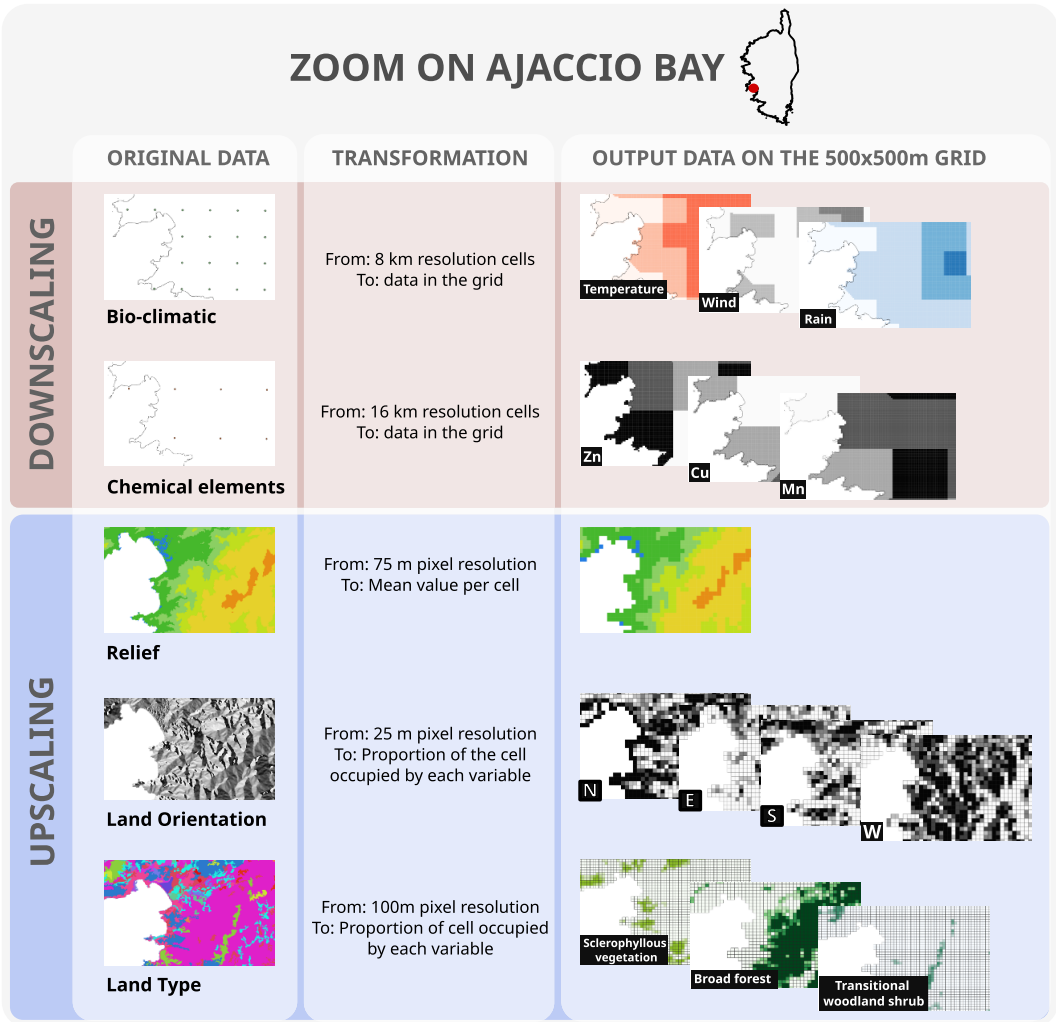 ZOOM ON AJACCIO BAY
ORIGINAL DATA
TRANSFORMATION
OUTPUT DATA ON THE 500x500m GRID
DOWNSCALING
Bio-climatic
From: 8 km resolution cells
To: data in the grid
Temperature
Wind
Rain
Chemical elements
From: 16 km resolution cells
To: data in the grid
Zn
Cu
Mn
UPSCALING
Relief
From: 75 m pixel resolution
To: Mean value per cell
Land Orientation
From: 25 m pixel resolution
To: Proportion of the cell
occupied by each variable
N
E
S
W
Land Type
From: 100m pixel resolution
To: Proportion of cell occupied
by each variable
Sclerophyllous
vegetation
Broad forest
Transitional
woodland shrub